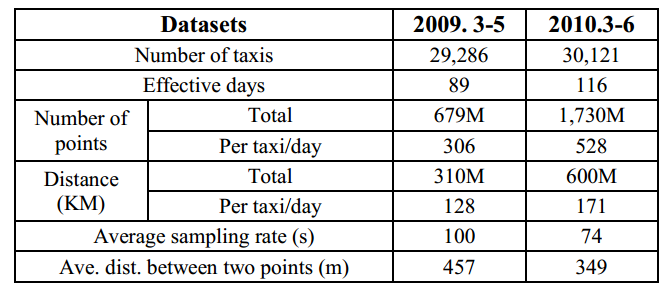 Datasets 2009. 3-5 2010.3-6
Number of taxis 29,286 30,121
Effective days 89 116
Number of points Total 679M 1,730M
Per taxi/day 306 528
Distance (KM) Total 310M 600M
Per taxi/day 128 171
Average sampling rate (s) 100 74
Ave. dist. between two points (m) 457 349